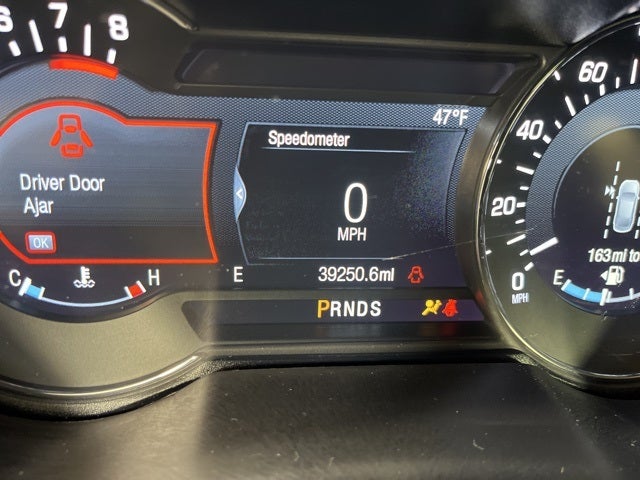 6 7 8
60
40
20
0
MPH
47°F
Speedometer
0
MPH
Driver Door
Ajar
OK
C H
E
39250.6mi
163mi to
E
PRNDS